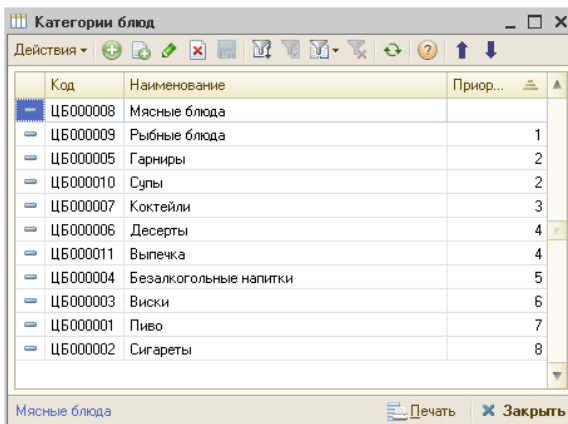 Категории блюд
Действия
Код Наименование Приор...
ЦБ000008 Мясные блюда
ЦБ000009 Рыбные блюда 1
ЦБ000005 Гарниры 2
ЦБ000010 Супы 2
ЦБ000007 Коктейли 3
ЦБ000006 Десерты 4
ЦБ000011 Выпечка 4
ЦБ000004 Безалкогольные напитки 5
ЦБ000003 Виски 6
ЦБ000001 Пиво 7
ЦБ000002 Сигареты 8
Мясные блюда Печать Закрыть